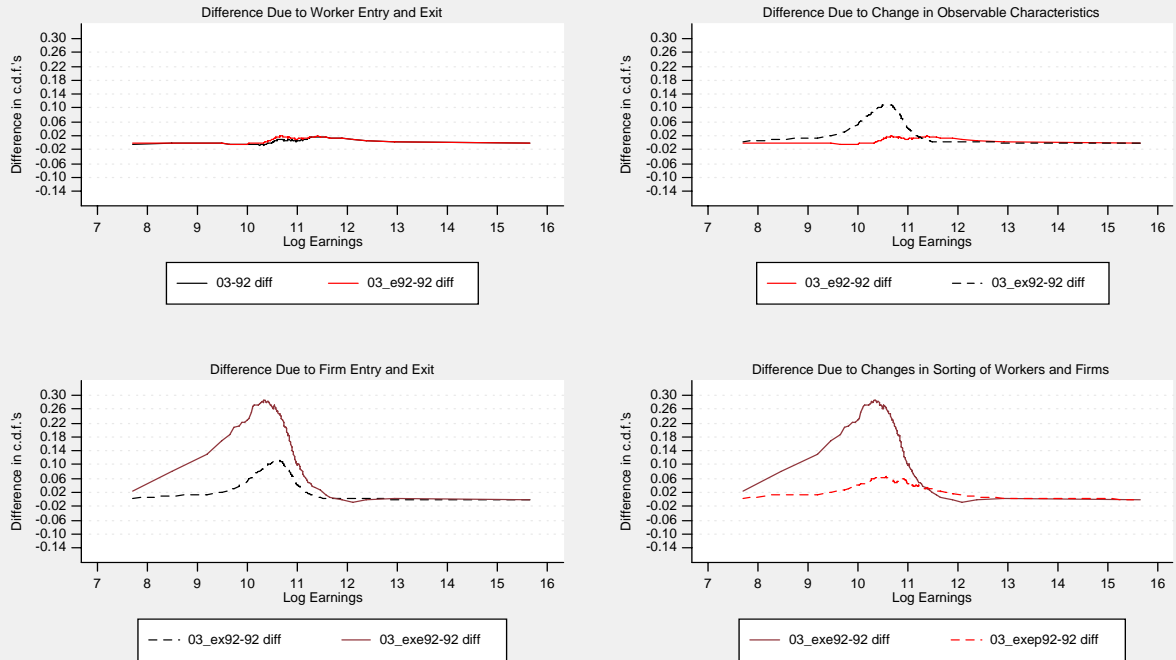 Difference Due to Worker Entry and Exit
Difference in c.d.f.'s
0.30
0.26
0.22
0.18
0.14
0.10
0.06
0.02
-0.02
-0.06
-0.10
-0.14
7 8 9 10 11 12 13 14 15 16
Log Earnings
03-92 diff 03_e92-92 diff
Difference Due to Change in Observable Characteristics
Difference in c.d.f.'s
0.30
0.26
0.22
0.18
0.14
0.10
0.06
0.02
-0.02
-0.06
-0.10
-0.14
7 8 9 10 11 12 13 14 15 16
Log Earnings
03_e92-92 diff 03_ex92-92 diff
Difference Due to Firm Entry and Exit
Difference in c.d.f.'s
0.30
0.26
0.22
0.18
0.14
0.10
0.06
0.02
-0.02
-0.06
-0.10
-0.14
7 8 9 10 11 12 13 14 15 16
Log Earnings
03_ex92-92 diff 03_exe92-92 diff
Difference Due to Changes in Sorting of Workers and Firms
Difference in c.d.f.'s
0.30
0.26
0.22
0.18
0.14
0.10
0.06
0.02
-0.02
-0.06
-0.10
-0.14
7 8 9 10 11 12 13 14 15 16
Log Earnings
03_exe92-92 diff 03_exep92-92 diff